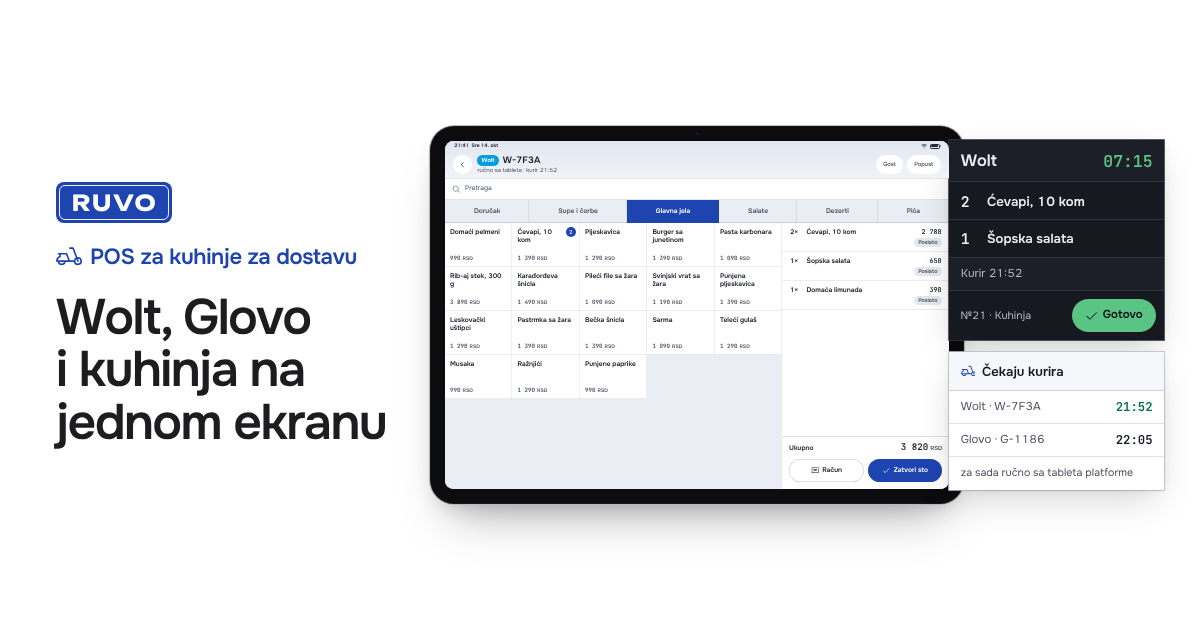 RUVO
POS za kuhinje za dostavu
Wolt, Glovo
i kuhinja na
jednom ekranu
21:41 Sre 14. okt
Wolt W-7F3A
ručno sa tableta · kurir 21:52
Gost
Popust
Pretraga
Doručak
Supe i čorbe
Glavna jela
Salate
Dezerti
Pića
Domaći pelmeni
990 RSD
Ćevapi, 10
kom
2
1 390 RSD
Pljeskavica
1 290 RSD
Burger sa
junetinom
1 390 RSD
Pasta karbonara
1 090 RSD
Rib-aj stek, 300
g
3 890 RSD
Karađorđeva
šnicla
1 490 RSD
Pileći file sa žara
1 090 RSD
Svinjski vrat sa
žara
1 190 RSD
Punjena
pljeskavica
1 390 RSD
Leskovački
uštipci
1 290 RSD
Pastrmka sa žara
1 390 RSD
Bečka šnicla
1 390 RSD
Sarma
1 090 RSD
Teleći gulaš
1 290 RSD
Musaka
990 RSD
Ražnjići
1 290 RSD
Punjene paprike
990 RSD
2× Ćevapi, 10 kom 2 780
Poslato
1× Šopska salata 650
Poslato
1× Domaća limunada 390
Poslato
Ukupno 3 820 RSD
Račun
Zatvori sto
Wolt 07:15
2 Ćevapi, 10 kom
1 Šopska salata
Kurir 21:52
№21 · Kuhinja
Gotovo
Čekaju kurira
Wolt · W-7F3A 21:52
Glovo · G-1186 22:05
za sada ručno sa tableta platforme